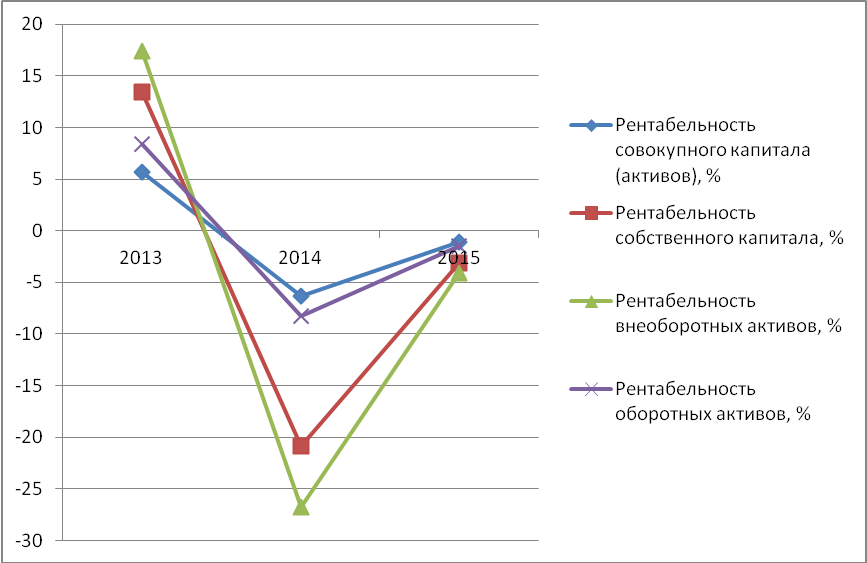 20
15
10
5
0
-5
-10
-15
-20
-25
-30
2013
2014
2015
Рентабельность
совокупного капитала
(активов), %
Рентабельность
собственного капитала, %
Рентабельность
внеоборотных активов, %
Рентабельность
оборотных активов, %